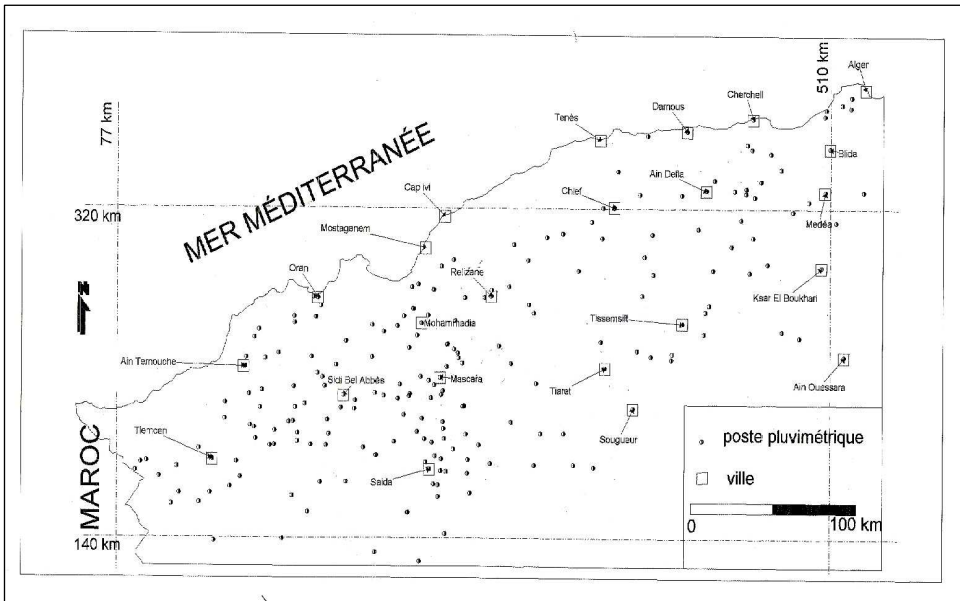 510 km
Alger
Cherchell
Damous
77 km
Tenès
Blida
Ain Defla
MER MÉDITERRANÉE
Chlef
Medéa
Cap ivi
320 km
Mostaganem
Oran
Relizane
Ksar El Boukhari
N
Mohammadia
Tissemsilt
Ain Temouche
Sidi Bel Abbès
Mascara
Tiaret
Ain Oussara
Sougueur
Tlemcen
poste pluvimétrique
Saida
ville
MAROC
0 100 km
140 km